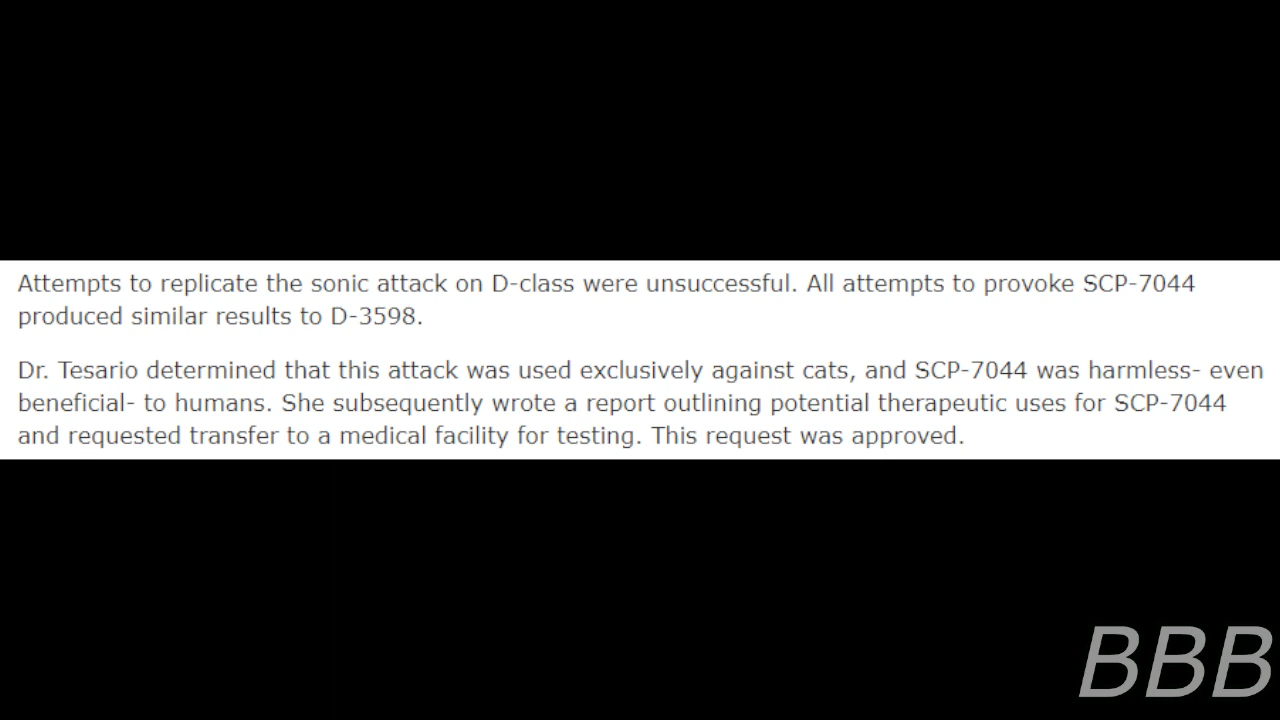 Attempts to replicate the sonic attack on D-class were unsuccessful. All attempts to provoke SCP-7044
produced similar results to D-3598.
Dr. Tesario determined that this attack was used exclusively against cats, and SCP-7044 was harmless- even
beneficial- to humans. She subsequently wrote a report outlining potential therapeutic uses for SCP-7044
and requested transfer to a medical facility for testing. This request was approved.
BBB